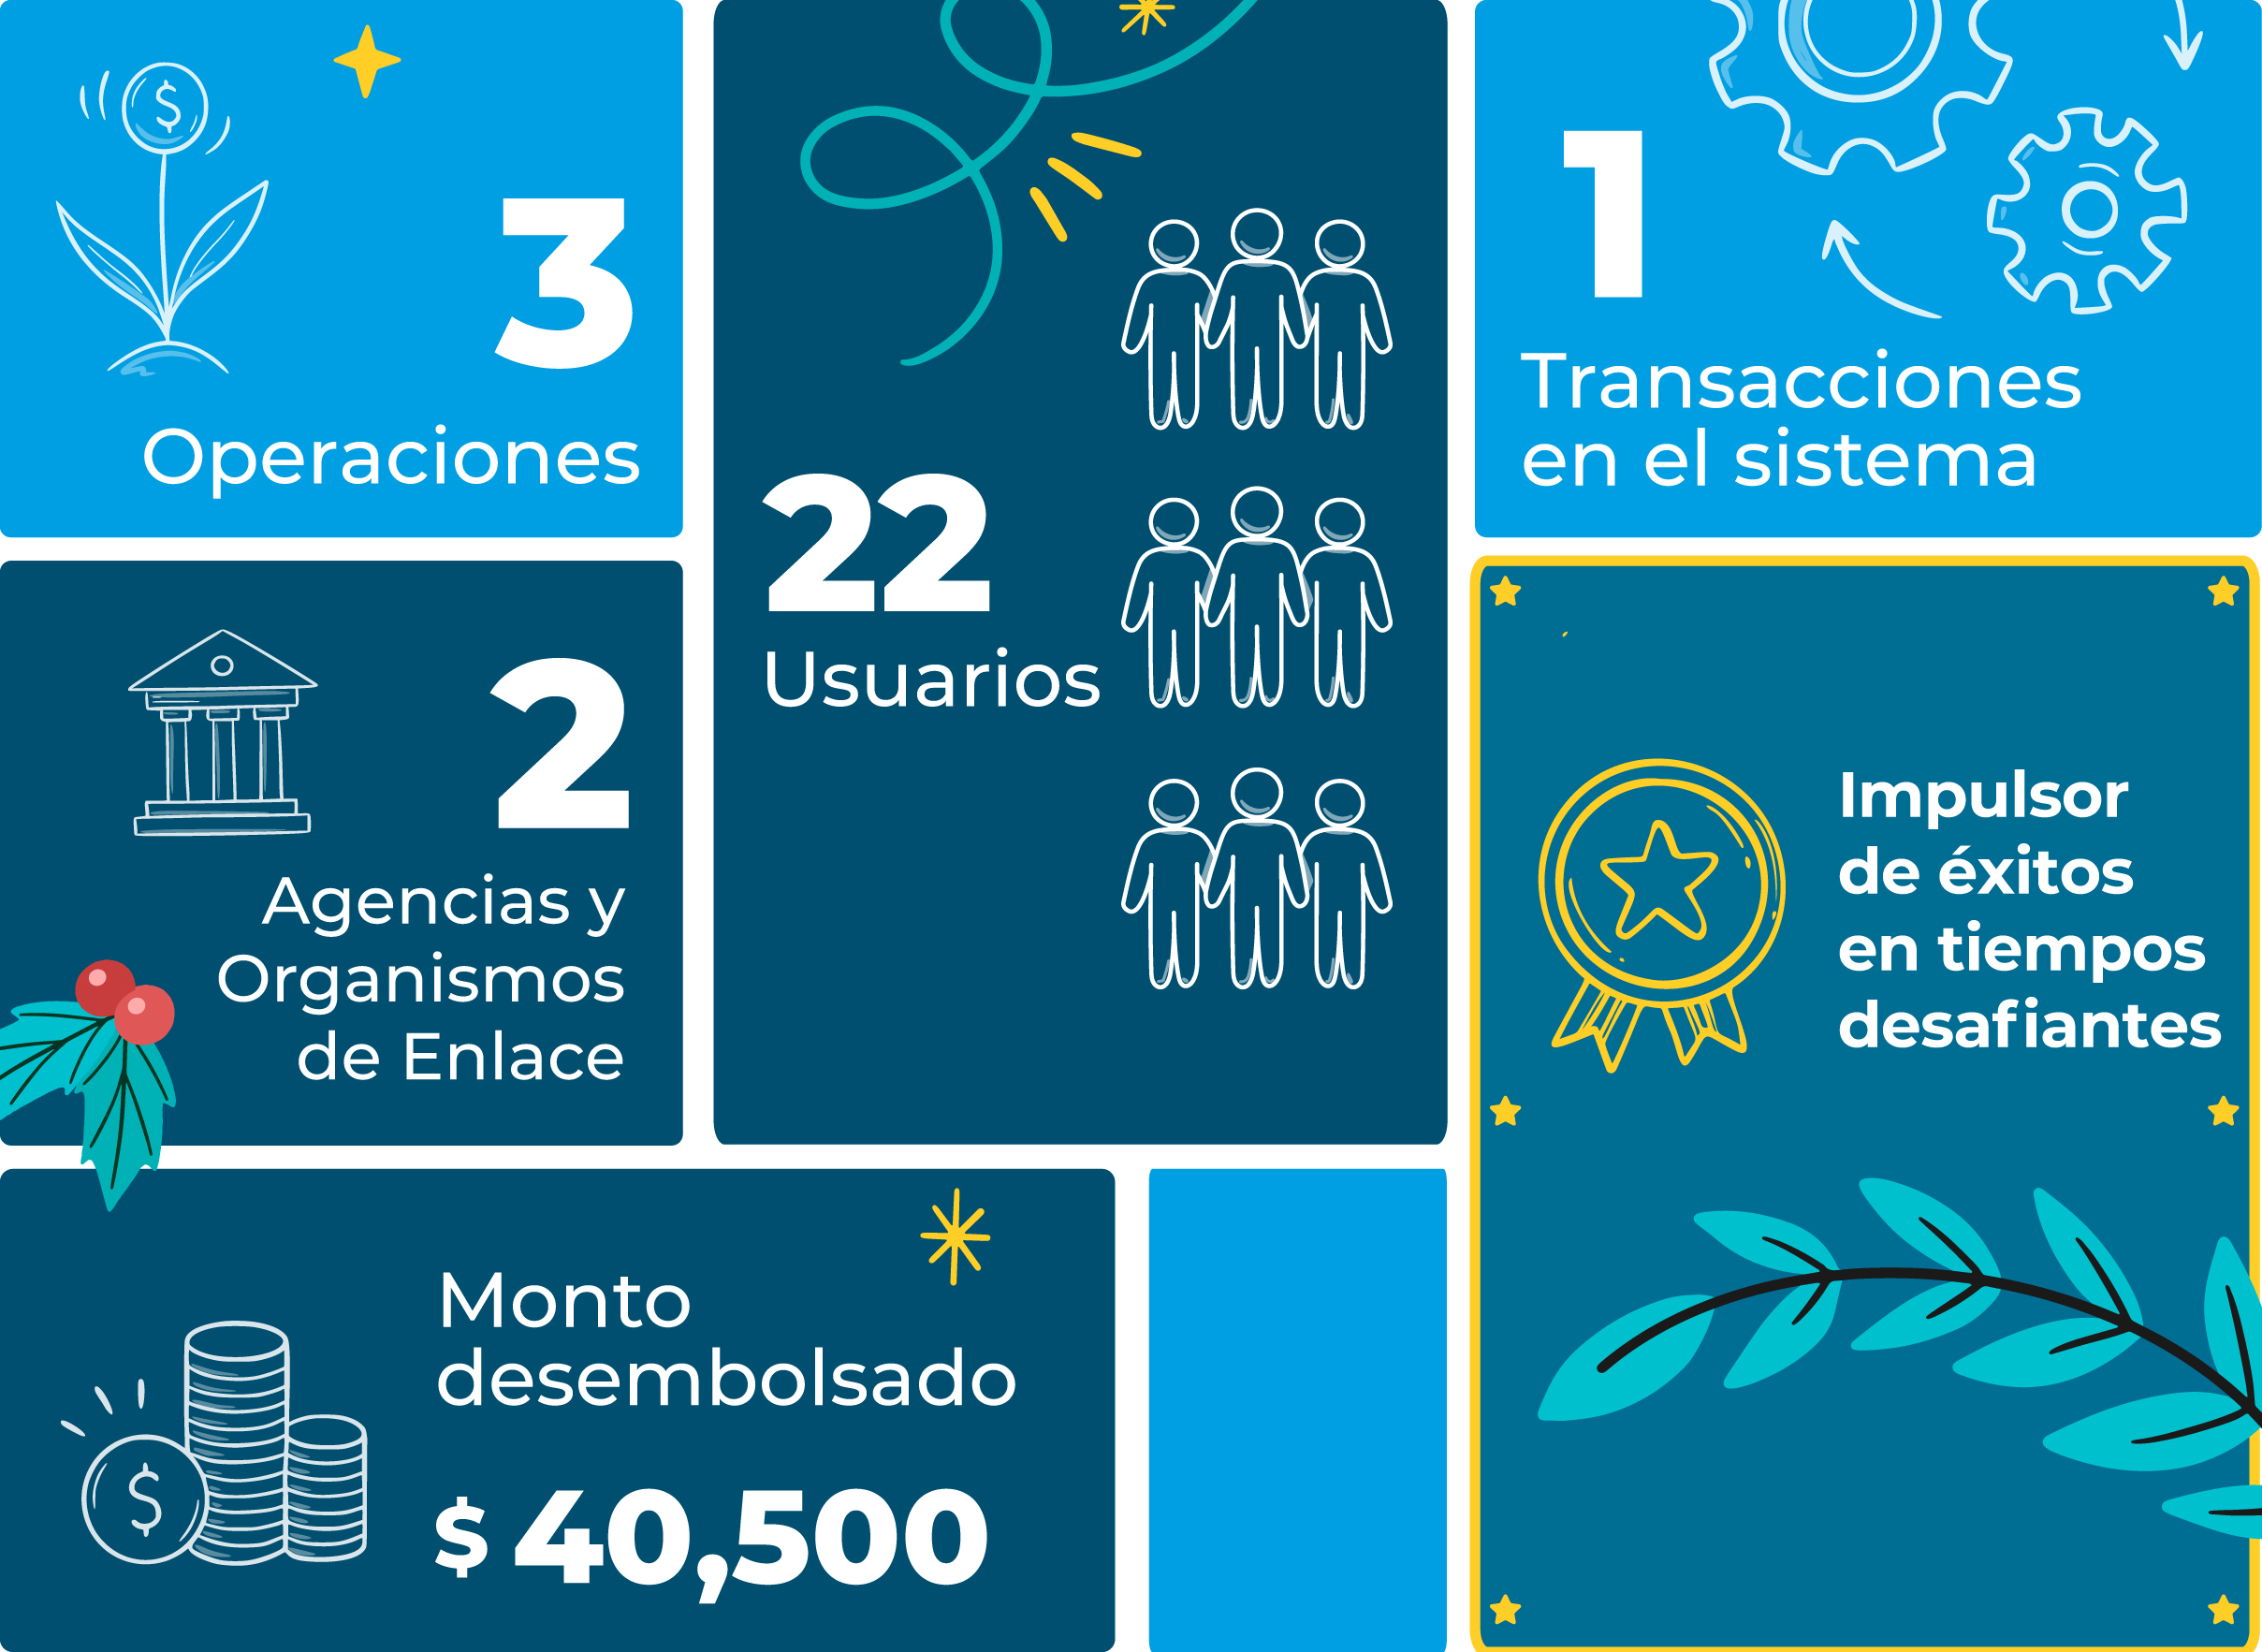 3
Operaciones
22
Usuarios
1
Transacciones
en el sistema
2
Agencias y
Organismos
de Enlace
Impulsor
de éxitos
en tiempos
desafiantes
Monto
desembolsado
$ 40,500